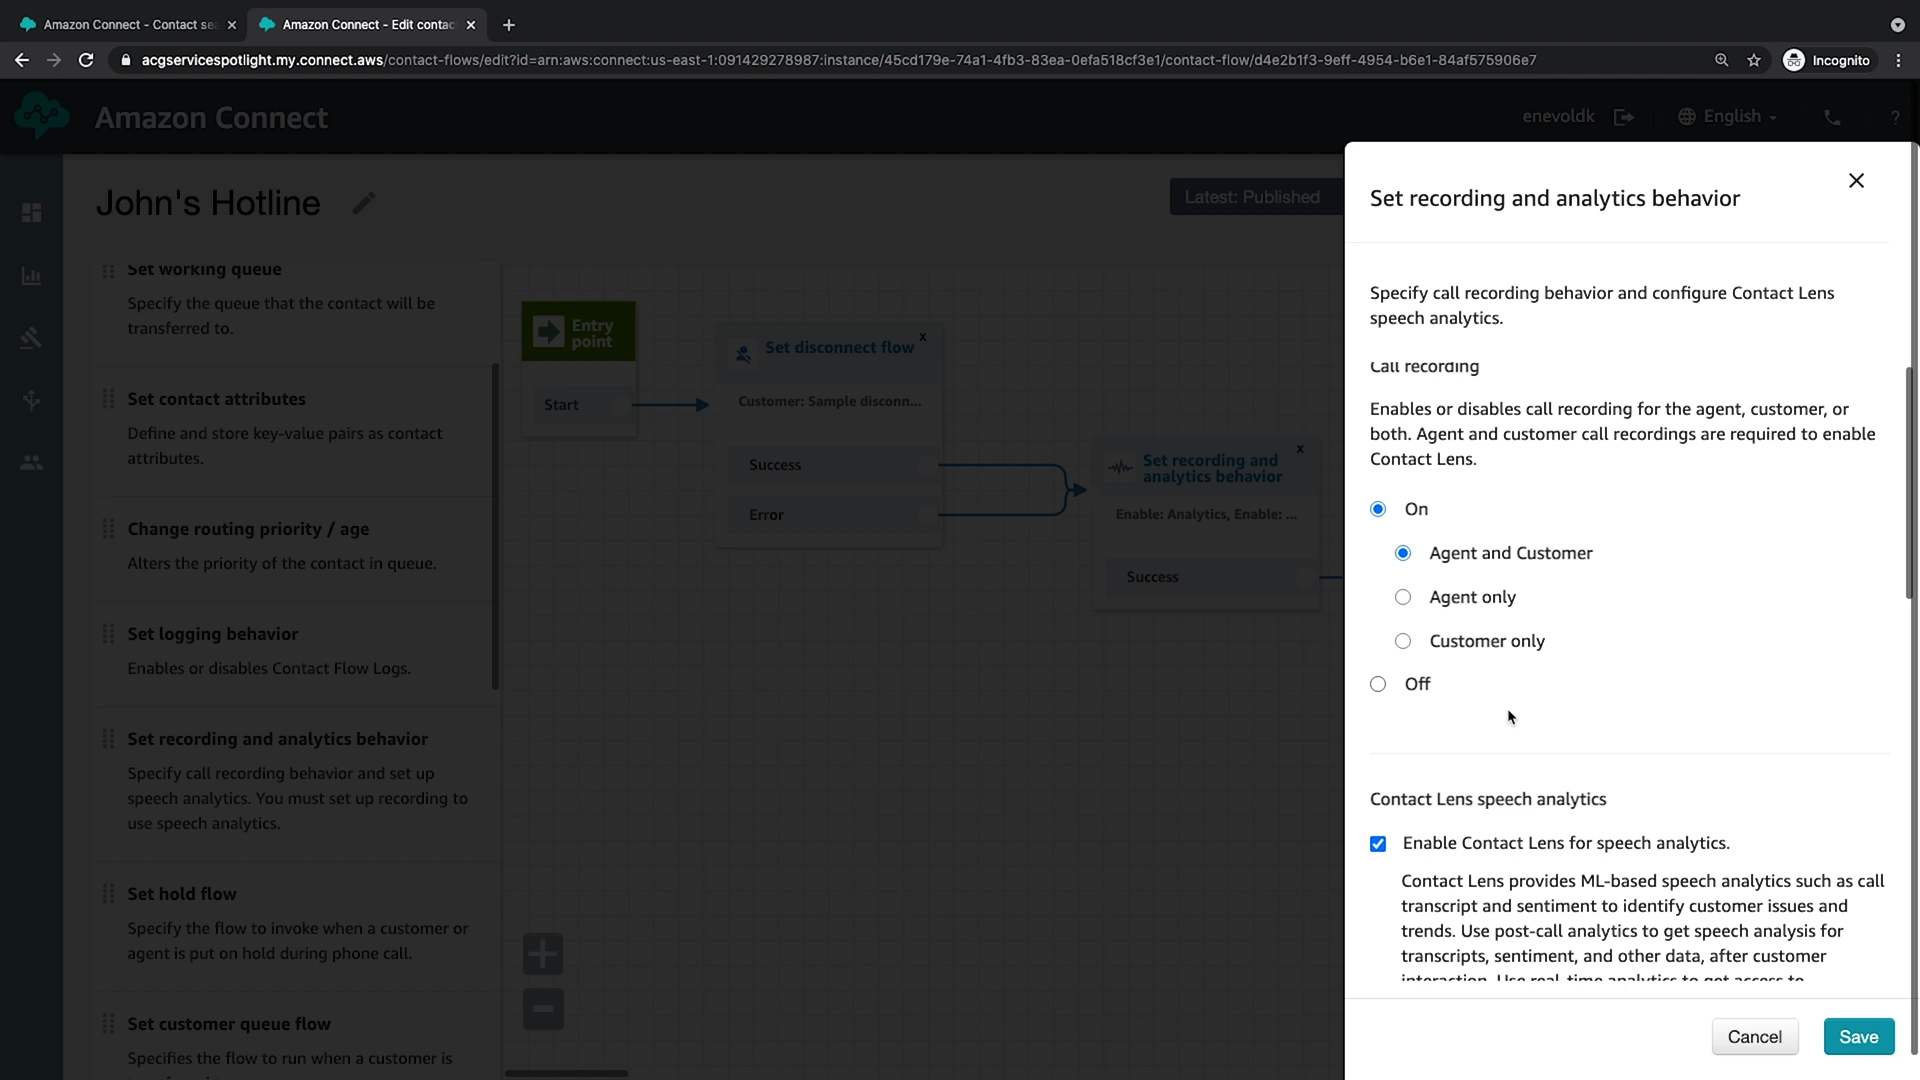 Amazon Connect - Contact se
Amazon Connect - Edit contac
acgservicespotlight.my.connect.aws/contact-flows/edit?id=arn:aws:connect:us-east-1:091429278987:instance/45cd179e-74a1-4fb3-83ea-0efa518cf3e1/contact-flow/d4e2b1f3-9eff-4954-b6e1-84af575906e7
Incognito
Amazon Connect
enevoldk
English
?
John's Hotline
Latest: Published
Set working queue
Specify the queue that the contact will be
transferred to.
Set contact attributes
Define and store key-value pairs as contact
attributes.
Change routing priority / age
Alters the priority of the contact in queue.
Set logging behavior
Enables or disables Contact Flow Logs.
Set recording and analytics behavior
Specify call recording behavior and set up
speech analytics. You must set up recording to
use speech analytics.
Set hold flow
Specify the flow to invoke when a customer or
agent is put on hold during phone call.
Set customer queue flow
Specifies the flow to run when a customer is
Entry
point
Start
Set disconnect flow
x
Customer: Sample disconn...
Success
Error
Set recording and
analytics behavior
x
Enable: Analytics, Enable: ...
Success
Set recording and analytics behavior
Specify call recording behavior and configure Contact Lens
speech analytics.
Call recording
Enables or disables call recording for the agent, customer, or
both. Agent and customer call recordings are required to enable
Contact Lens.
On
Agent and Customer
Agent only
Customer only
Off
Contact Lens speech analytics
Enable Contact Lens for speech analytics.
Contact Lens provides ML-based speech analytics such as call
transcript and sentiment to identify customer issues and
trends. Use post-call analytics to get speech analysis for
transcripts, sentiment, and other data, after customer
interaction. Use real-time analytics to get access to
Cancel
Save